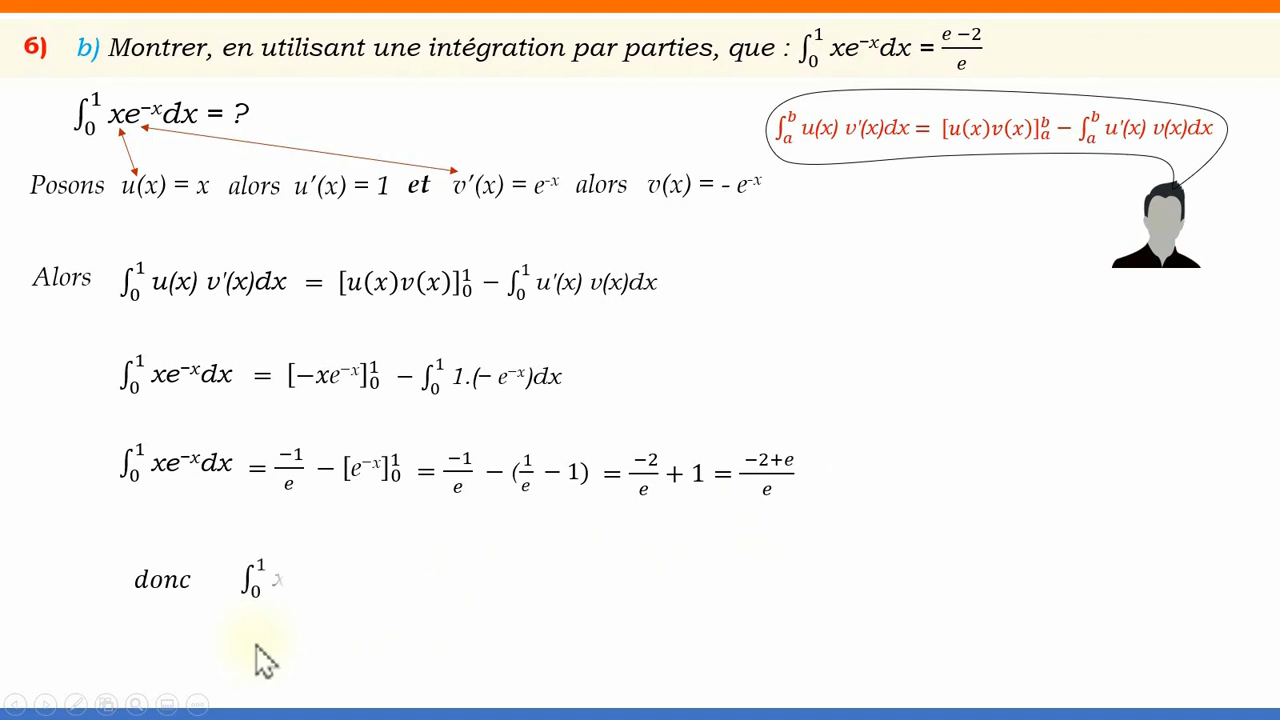 6) b) Montrer, en utilisant une intégration par parties, que : ∫₀¹ xe⁻ˣdx = (e −2)/e
∫₀¹ xe⁻ˣdx = ?
∫ₐᵇ u(x) v'(x)dx = [u(x)v(x)]ₐᵇ − ∫ₐᵇ u'(x) v(x)dx
Posons u(x) = x alors u'(x) = 1 et v'(x) = e⁻ˣ alors v(x) = - e⁻ˣ
Alors ∫₀¹ u(x) v'(x)dx = [u(x)v(x)]₀¹ − ∫₀¹ u'(x) v(x)dx
∫₀¹ xe⁻ˣdx = [−xe⁻ˣ]₀¹ − ∫₀¹ 1.(− e⁻ˣ)dx
∫₀¹ xe⁻ˣdx = −1/e − [e⁻ˣ]₀¹ = −1/e − (1/e − 1) = −2/e + 1 = (−2+e)/e
donc ∫₀¹ x